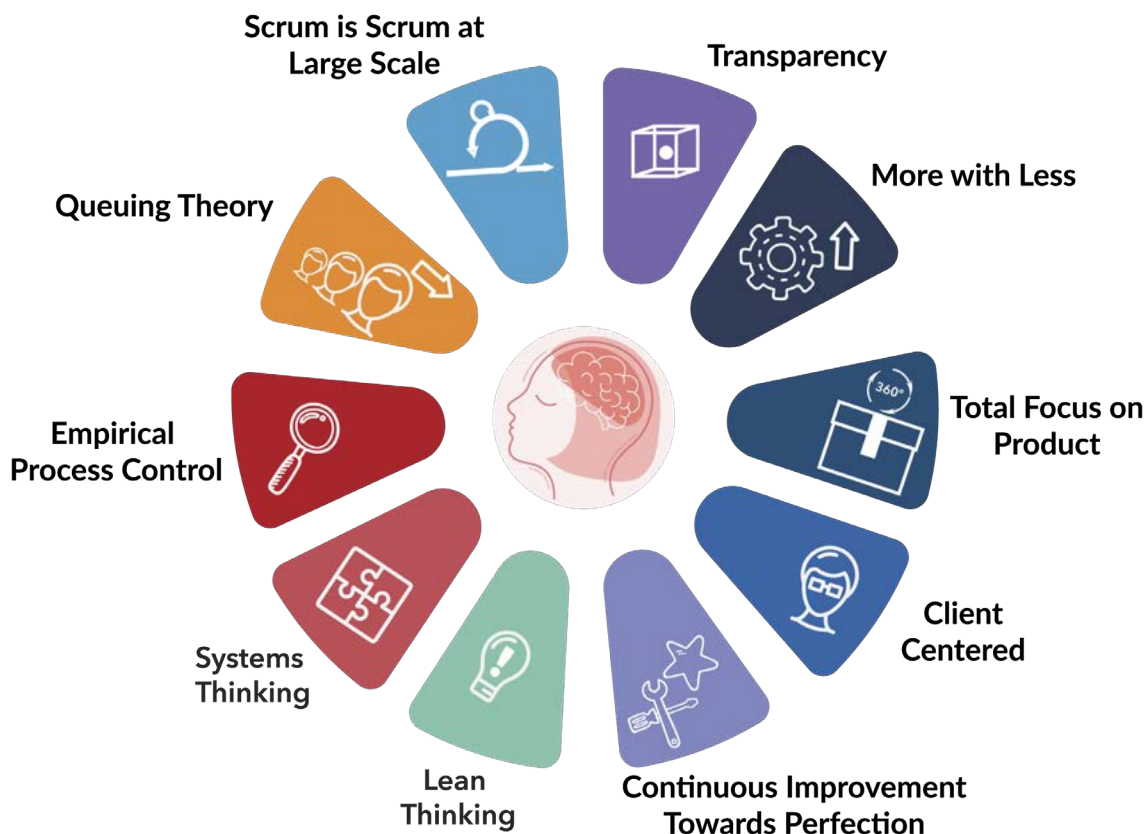 Scrum is Scrum at
Large Scale
Transparency
More with Less
360°
Total Focus on
Product
Client
Centered
Continuous Improvement
Towards Perfection
Lean
Thinking
Systems
Thinking
Empirical
Process Control
Queuing Theory